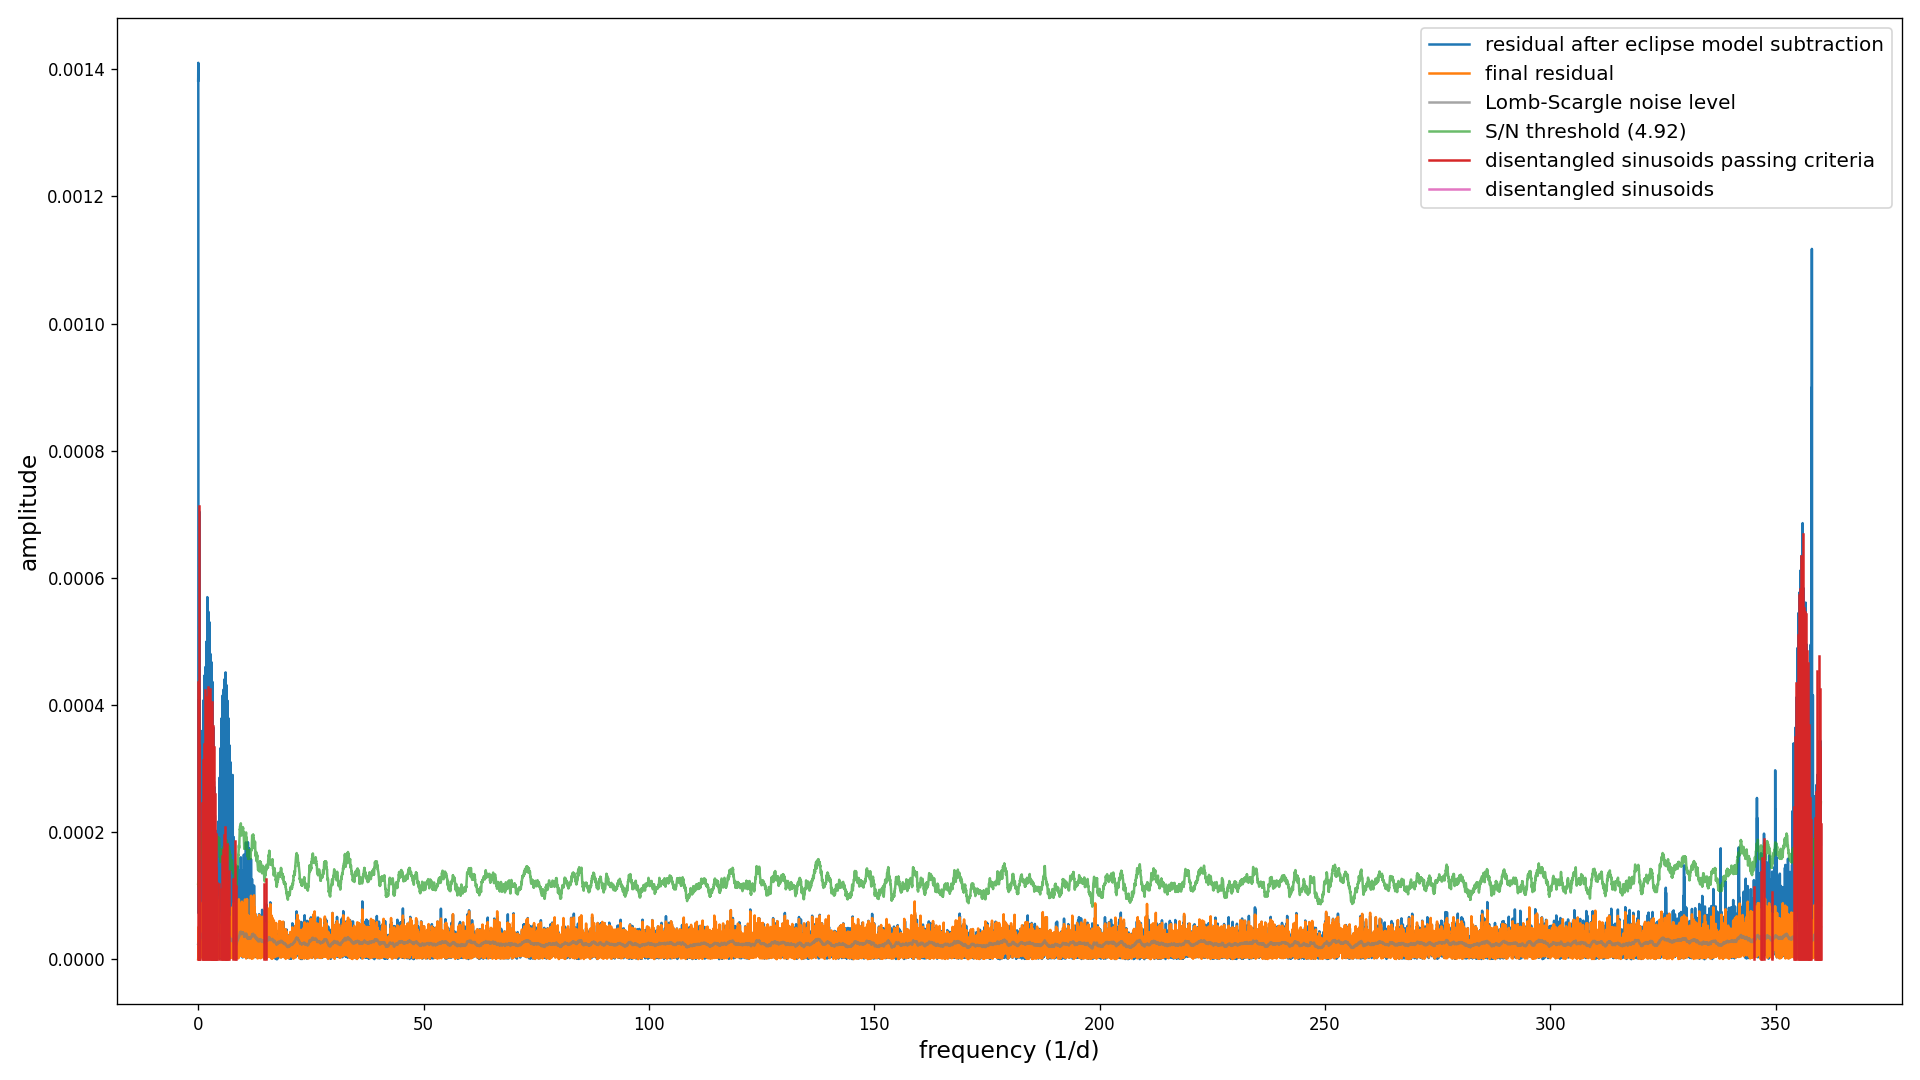 residual after eclipse model subtraction
final residual
Lomb-Scargle noise level
S/N threshold (4.92)
disentangled sinusoids passing criteria
disentangled sinusoids
0.0014
0.0012
0.0010
0.0008
0.0006
0.0004
0.0002
0.0000
amplitude
0 50 100 150 200 250 300 350
frequency (1/d)